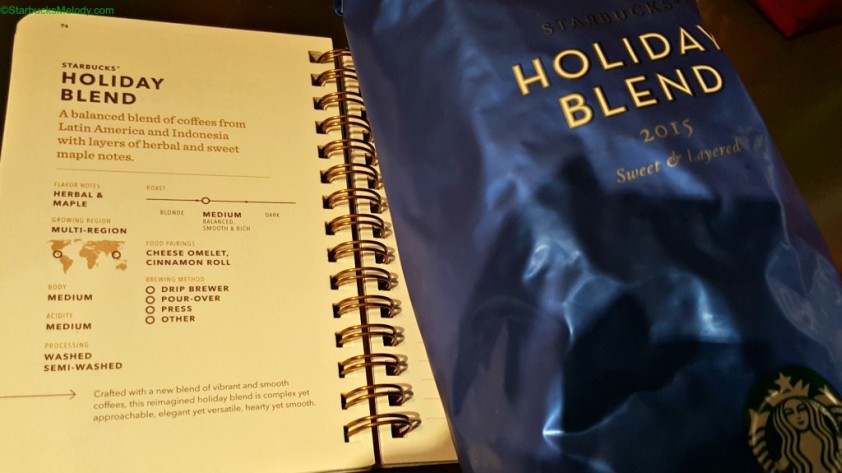 ©StarbucksMelody.com
STARBUCKS®
HOLIDAY
BLEND
A balanced blend of coffees from
Latin America and Indonesia
with layers of herbal and sweet
maple notes.
FLAVOR NOTES
HERBAL &
MAPLE
GROWING REGION
MULTI-REGION
BODY
MEDIUM
ACIDITY
MEDIUM
PROCESSING
WASHED
SEMI-WASHED
ROAST
BLONDE MEDIUM DARK
BALANCED,
SMOOTH & RICH
FOOD PAIRINGS
CHEESE OMELET,
CINNAMON ROLL
BREWING METHOD
DRIP BREWER
POUR-OVER
PRESS
OTHER
Crafted with a new blend of vibrant and smooth
coffees, this reimagined holiday blend is complex yet
approachable, elegant yet versatile, hearty yet smooth.
STARBUCKS®
HOLIDAY
BLEND
2015
Sweet & Layered